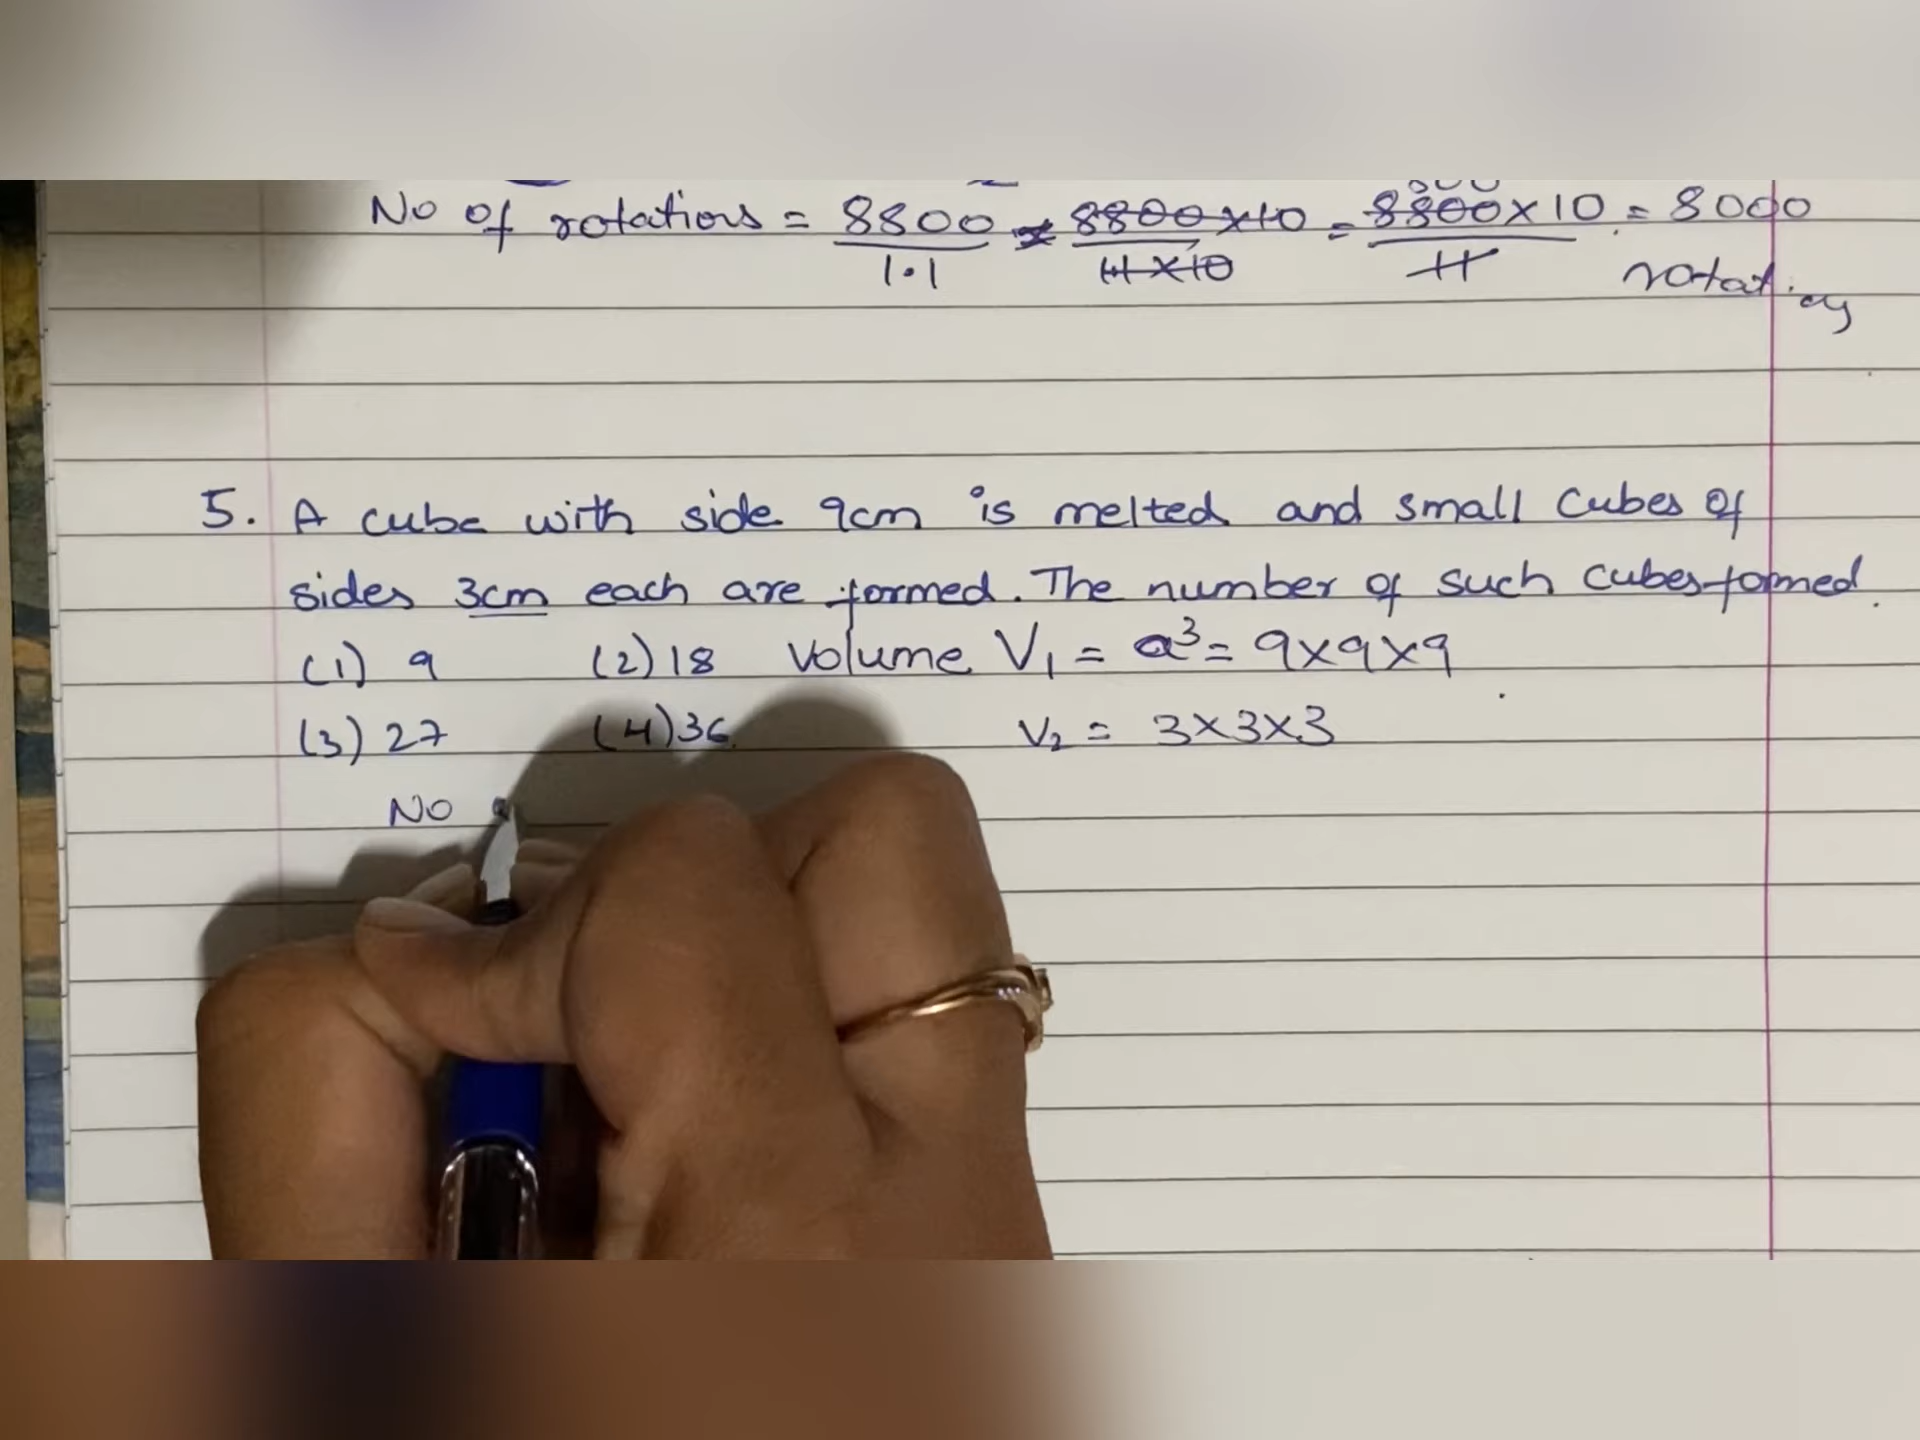 No of rotations = 8800/1.1 = 8800×10/1.1×10 = 8800×10/11 = 8000
rotations
5. A cube with side 9cm is melted and small cubes of
sides 3cm each are formed. The number of such cubes formed.
(1) 9 (2) 18 Volume V₁ = a³ = 9×9×9
(3) 27 (4) 36 V₂ = 3×3×3
No